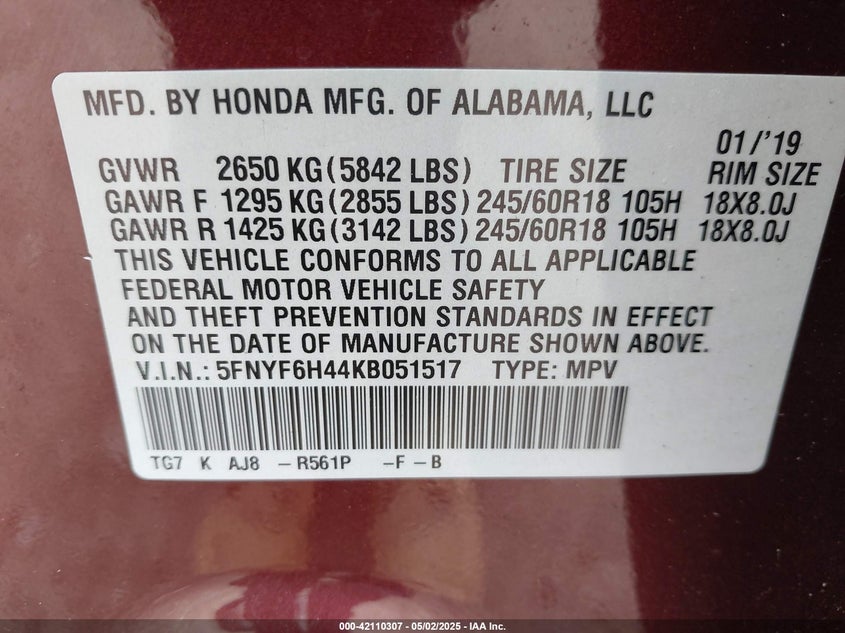 MFD. BY HONDA MFG. OF ALABAMA, LLC
01/'19
GVWR 2650 KG(5842 LBS) TIRE SIZE RIM SIZE
GAWR F 1295 KG(2855 LBS) 245/60R18 105H 18X8.0J
GAWR R 1425 KG(3142 LBS) 245/60R18 105H 18X8.0J
THIS VEHICLE CONFORMS TO ALL APPLICABLE
FEDERAL MOTOR VEHICLE SAFETY
AND THEFT PREVENTION STANDARDS IN EFFECT
ON THE DATE OF MANUFACTURE SHOWN ABOVE.
V.I.N.: 5FNYF6H44KB051517 TYPE: MPV
TG7 K AJ8 -R561P -F-B
000-42110307 - 05/02/2025 - IAA Inc.